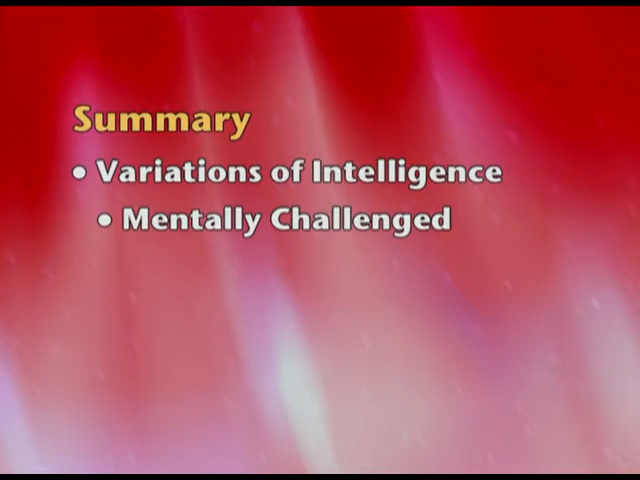 Summary
• Variations of Intelligence
• Mentally Challenged